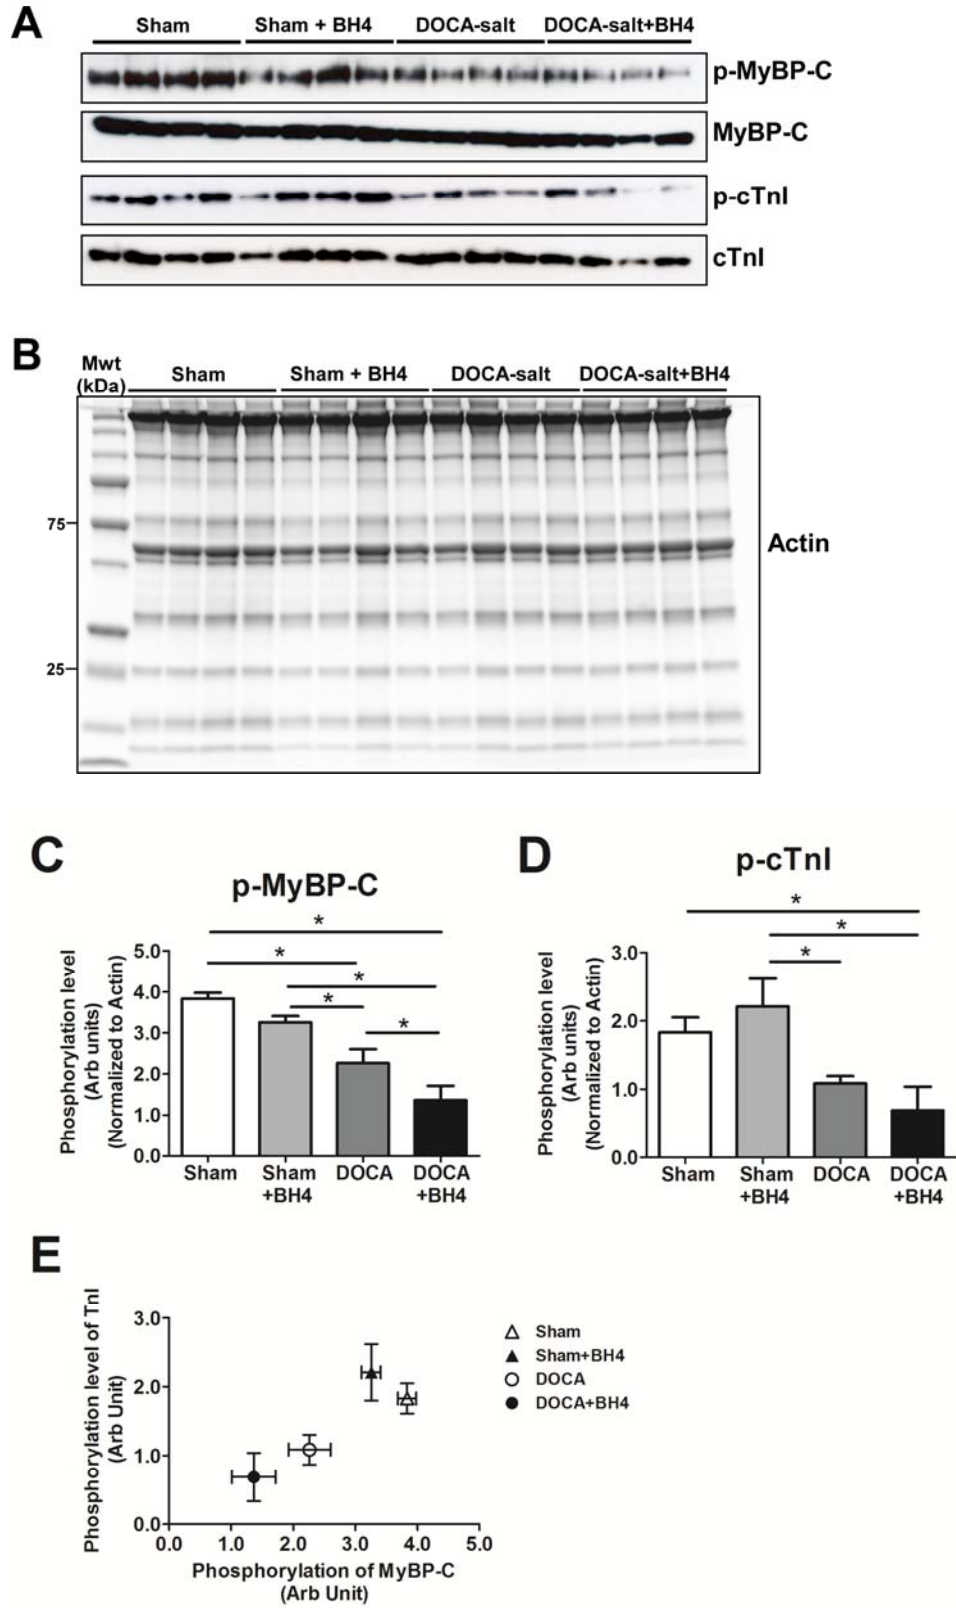 A
Sham
Sham + BH4
DOCA-salt
DOCA-salt+BH4
p-MyBP-C
MyBP-C
p-cTnI
cTnI
B
Mwt
(kDa)
Sham
Sham + BH4
DOCA-salt
DOCA-salt+BH4
75
25
Actin
C
p-MyBP-C
* 
*
*
*
*
Phosphorylation level
(Arb units)
(Normalized to Actin)
5.0
4.0
3.0
2.0
1.0
0.0
Sham
Sham
+BH4
DOCA
DOCA
+BH4
D
p-cTnI
*
*
*
Phosphorylation level
(Arb units)
(Normalized to Actin)
3.0
2.0
1.0
0.0
Sham
Sham
+BH4
DOCA
DOCA
+BH4
E
Phosphorylation level of TnI
(Arb Unit)
3.0
2.0
1.0
0.0
0.0
1.0
2.0
3.0
4.0
5.0
Phosphorylation of MyBP-C
(Arb Unit)
Sham
Sham+BH4
DOCA
DOCA+BH4